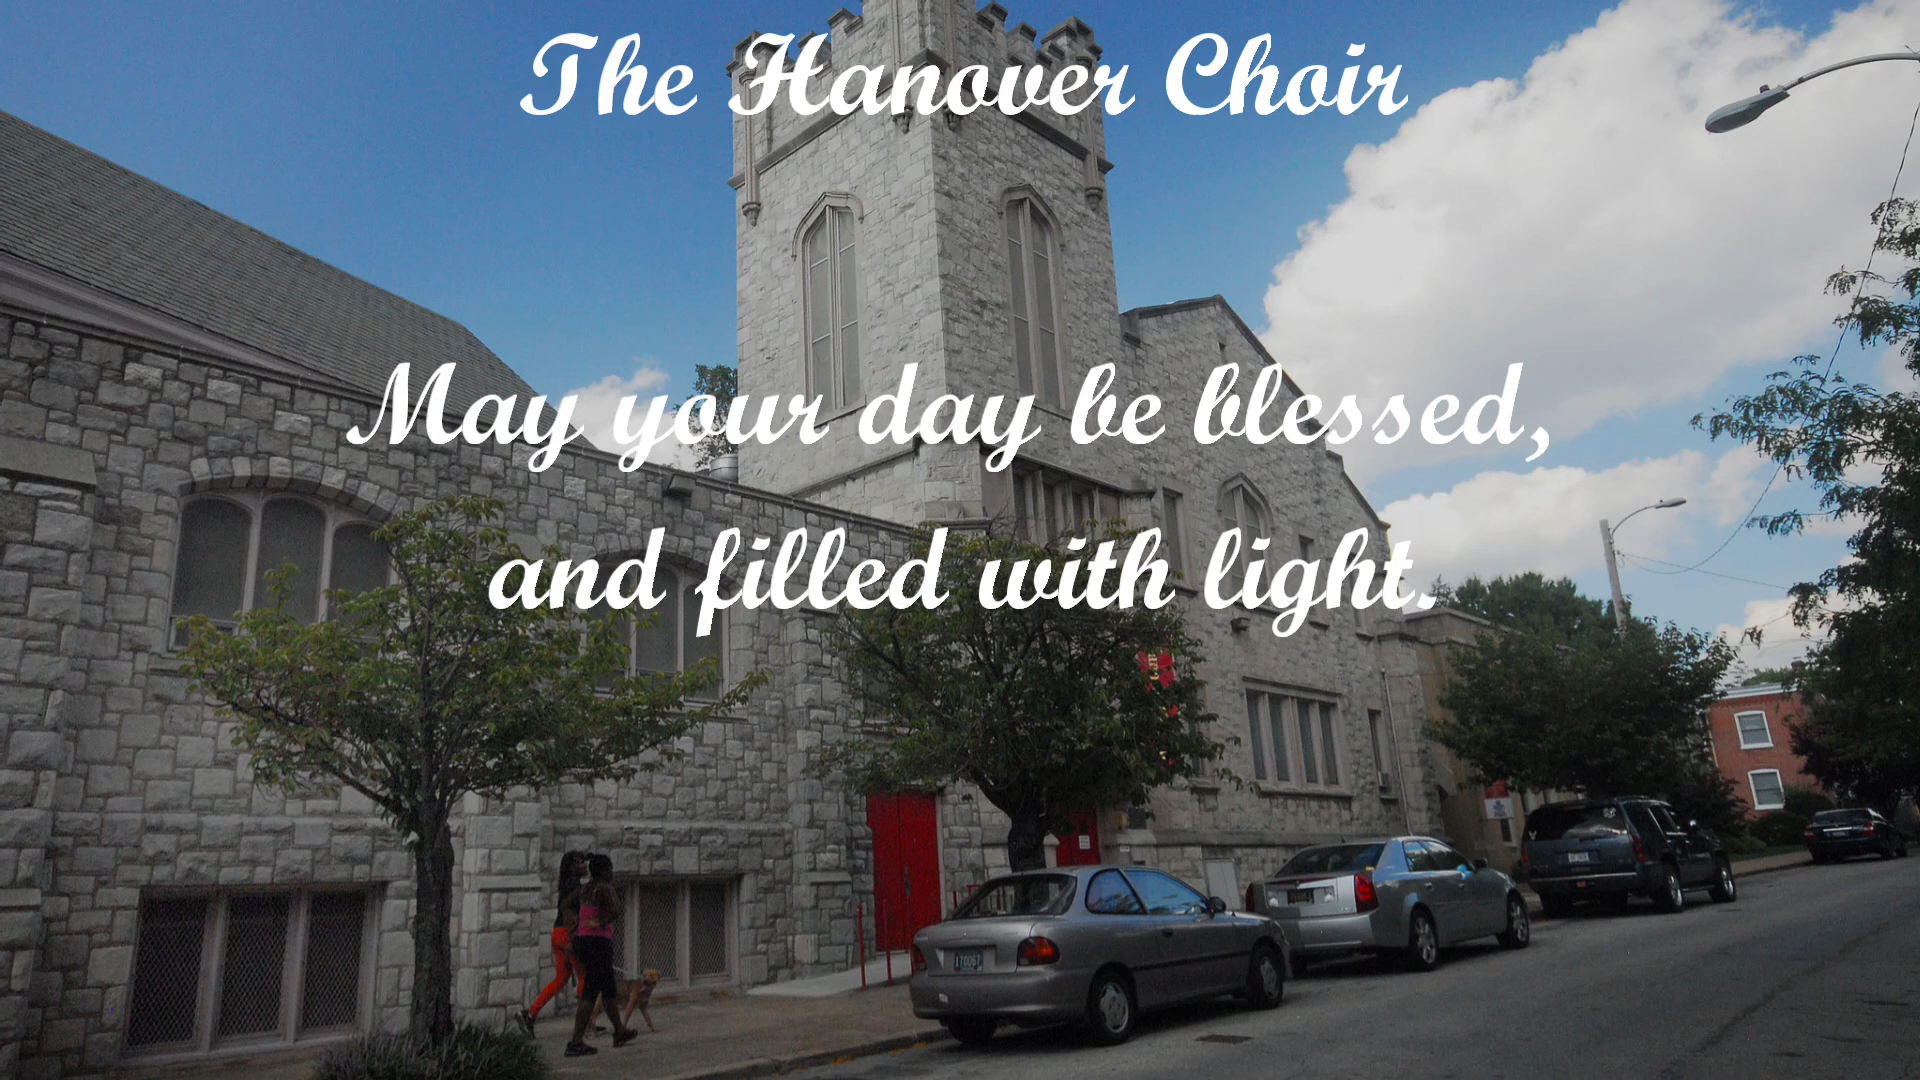 The Hanover Choir
May your day be blessed,
and filled with light.